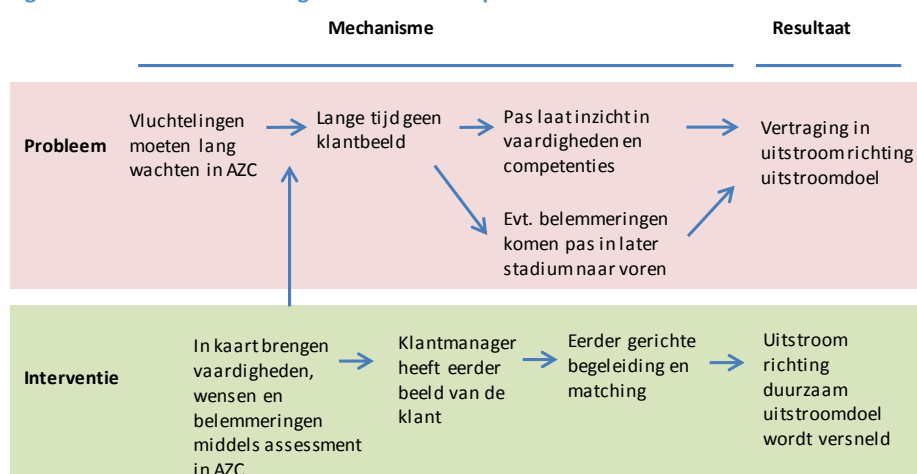 Mechanisme
Resultaat
Probleem
Vluchtelingen
moeten lang
wachten in AZC
Lange tijd geen
klantbeeld
Pas laat inzicht in
vaardigheden en
competenties
Evt. belemmeringen
komen pas in later
stadium naar voren
Vertraging in
uitstroom richting
uitstroomdoel
Interventie
In kaart brengen
vaardigheden,
wensen en
belemmeringen
middels assessment
in AZC.
Klantmanager
heeft eerder
beeld van de
klant
Eerder gerichte
begeleiding en
matching
Uitstroom
richting
duurzaam
uitstroomdoel
wordt versneld